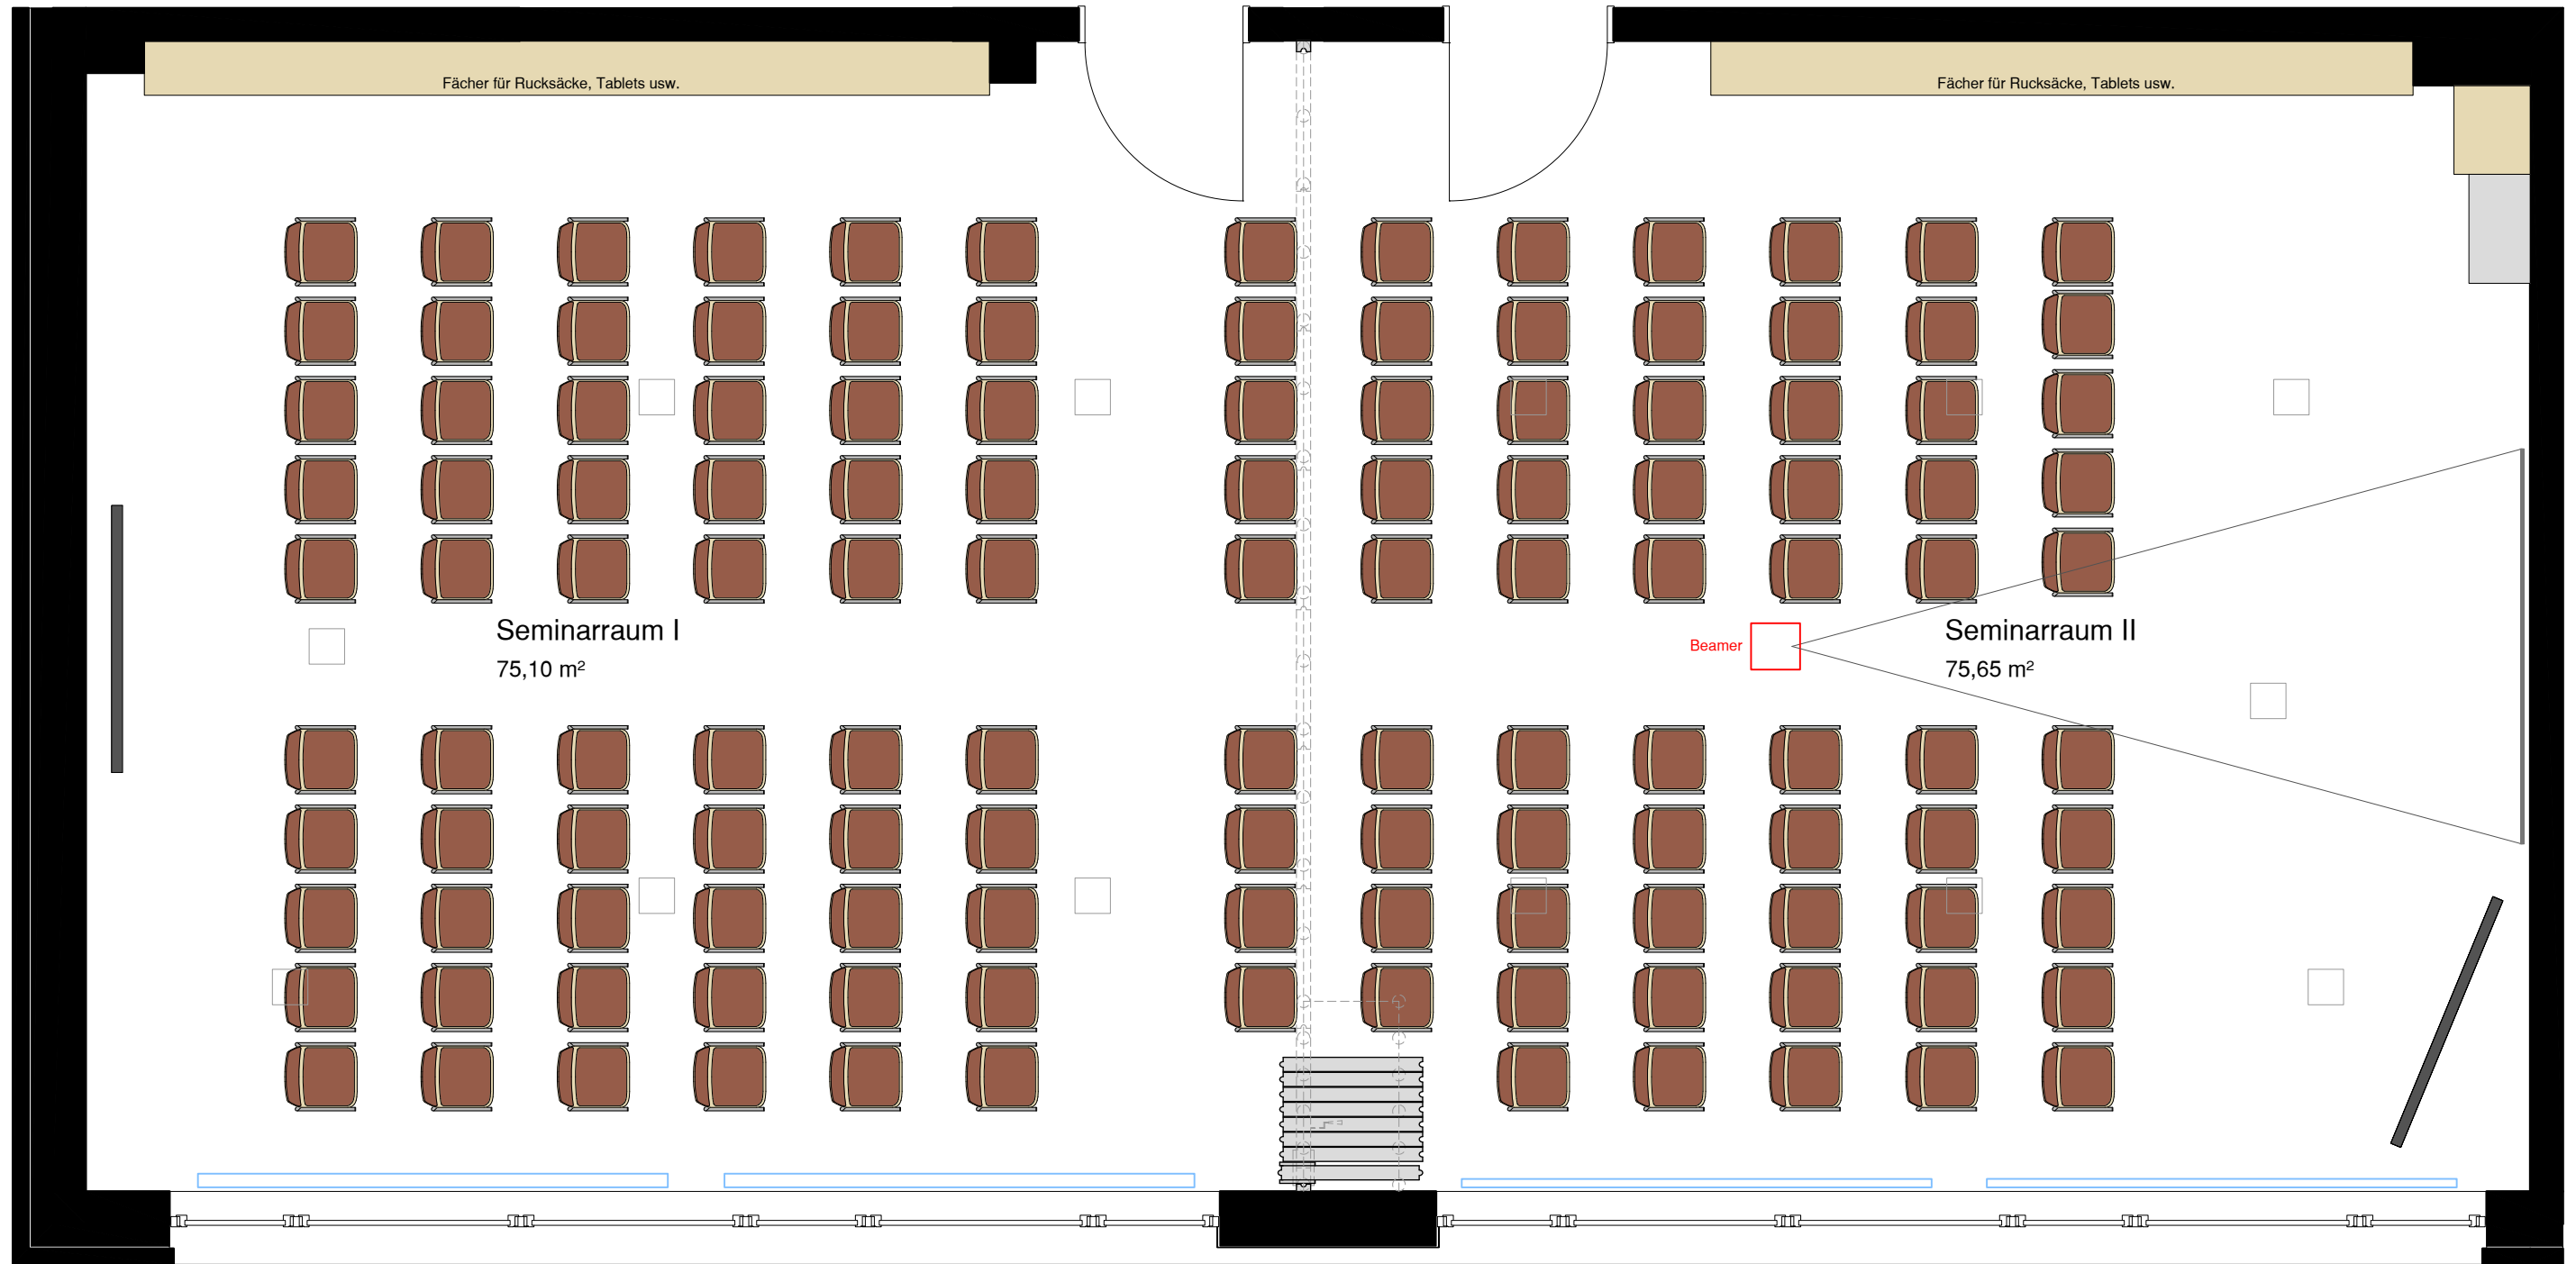 Fächer für Rucksäcke, Tablets usw.
Fächer für Rucksäcke, Tablets usw.
Seminarraum I
75,10 m²
Beamer
Seminarraum II
75,65 m²